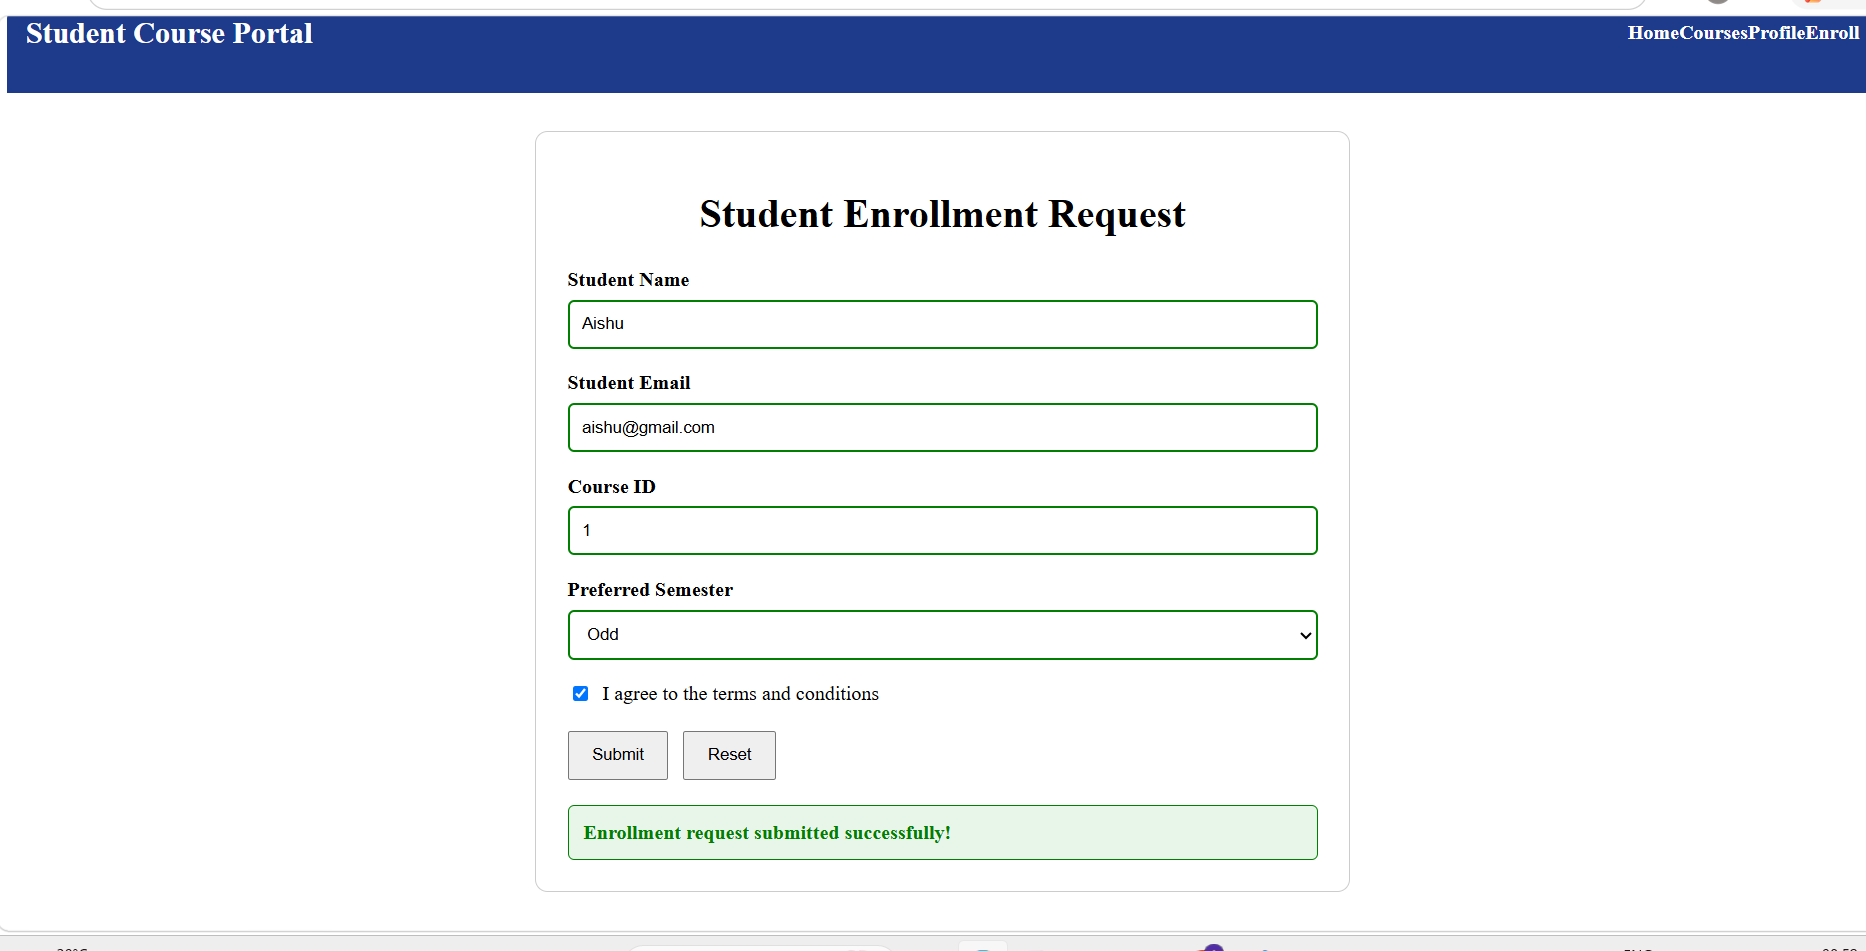 Student Course Portal
HomeCoursesProfileEnroll
Student Enrollment Request
Student Name
Aishu
Student Email
aishu@gmail.com
Course ID
1
Preferred Semester
Odd
I agree to the terms and conditions
Submit
Reset
Enrollment request submitted successfully!